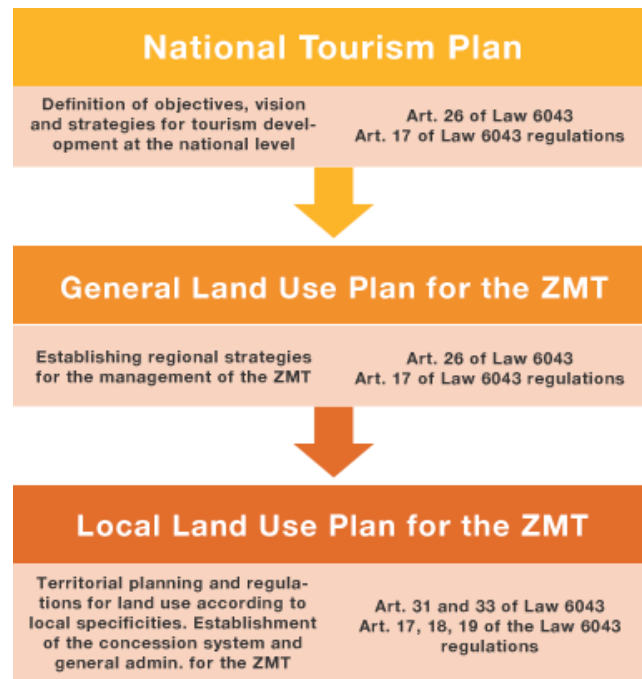 National Tourism Plan
Definition of objectives, vision
and strategies for tourism devel-
opment at the national level
Art. 26 of Law 6043
Art. 17 of Law 6043 regulations
General Land Use Plan for the ZMT
Establishing regional strategies
for the management of the ZMT
Art. 26 of Law 6043
Art. 17 of Law 6043 regulations
Local Land Use Plan for the ZMT
Territorial planning and regula-
tions for land use according to
local specificities. Establishment
of the concession system and
general admin. for the ZMT
Art. 31 and 33 of Law 6043
Art. 17, 18, 19 of the Law 6043
regulations